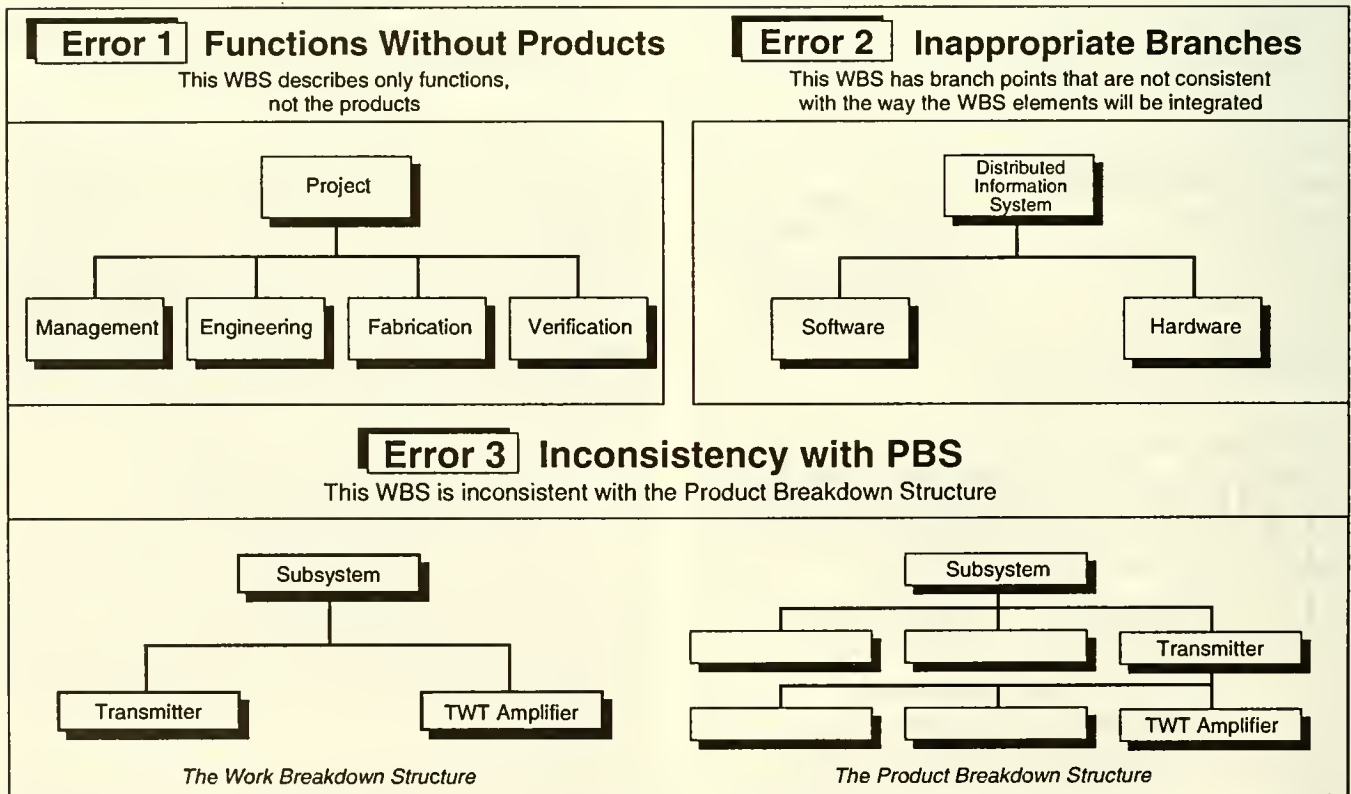 Error 1 Functions Without Products
This WBS describes only functions,
not the products
Error 2 Inappropriate Branches
This WBS has branch points that are not consistent
with the way the WBS elements will be integrated
Project
Management
Engineering
Fabrication
Verification
Distributed
Information
System
Software
Hardware
Error 3 Inconsistency with PBS
This WBS is inconsistent with the Product Breakdown Structure
Subsystem
Transmitter
TWT Amplifier
The Work Breakdown Structure
Subsystem
Transmitter
TWT Amplifier
The Product Breakdown Structure